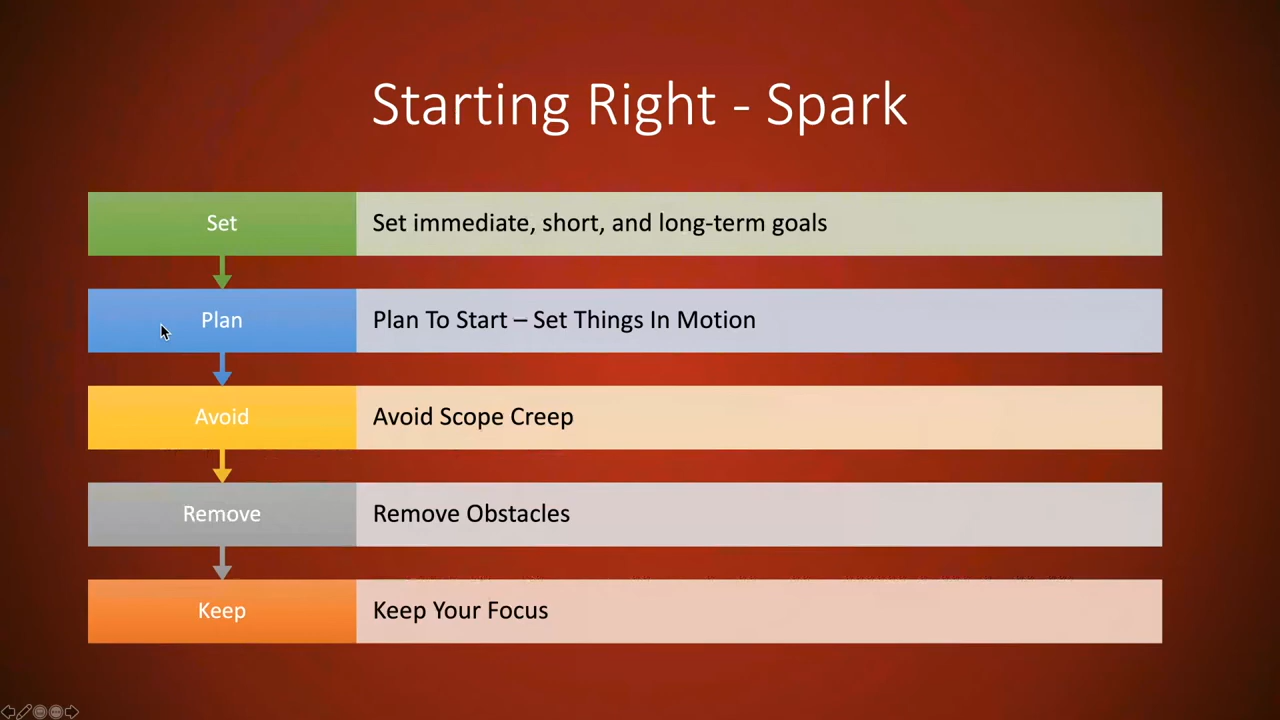 Starting Right - Spark
Set
Set immediate, short, and long-term goals
Plan
Plan To Start – Set Things In Motion
Avoid
Avoid Scope Creep
Remove
Remove Obstacles
Keep
Keep Your Focus